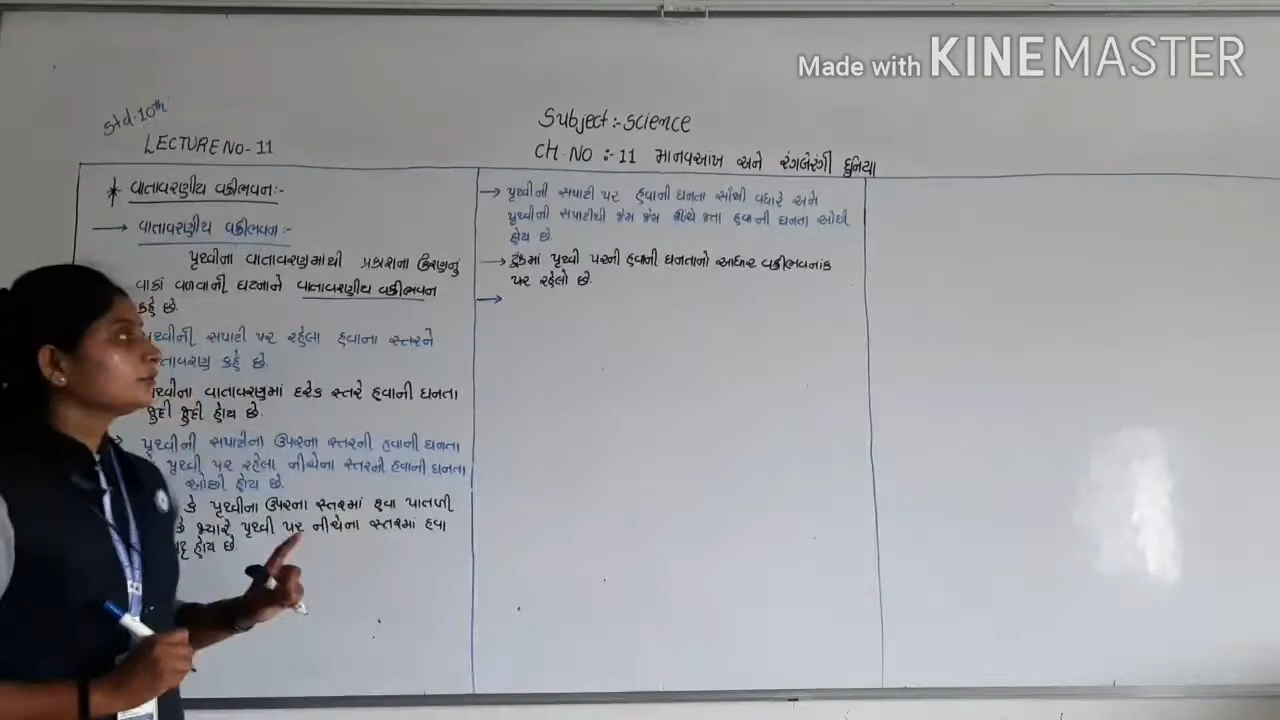 Made with KINEMASTER
Std:10th
LECTURE NO - 11
Subject:- science
CH. NO :- 11 માનવઆંખ અને રંગબેરંગી દુનિયા
* વાતાવરણીય વક્રીભવન:-
→ વાતાવરણીય વક્રીભવન:-
પૃથ્વીના વાતાવરણમાંથી પ્રકાશના કિરણનું
વાંકા વળવાની ઘટનાને વાતાવરણીય વક્રીભવન
કહે છે.
પૃથ્વીની સપાટી પર રહેલા હવાના સ્તરને
કહે છે.
વાતાવરણમાં દરેક સ્તરે હવાની ઘનતા
જુદી જુદી હોય છે.
પૃથ્વીની સપાટીના ઉપરના સ્તરની હવાની ઘનતા
પૃથ્વી પર રહેલા નીચેના સ્તરની હવાની ઘનતા
ઓછી હોય છે.
કે પૃથ્વીના ઉપરના સ્તરમાં હવા પાતળી
જ્યારે પૃથ્વી પર નીચેના સ્તરમાં હવા
હોય છે.
→ પૃથ્વીની સપાટી પર હવાની ઘનતા સૌથી વધારે અને
પૃથ્વીની સપાટીથી જેમ જેમ જતા હવાની ઘનતા ઓછી
હોય છે.
→ ટૂંકમાં પૃથ્વી પરની હવાની ઘનતાનો આધાર વક્રીભવનાંક
પર રહેલો છે.
→